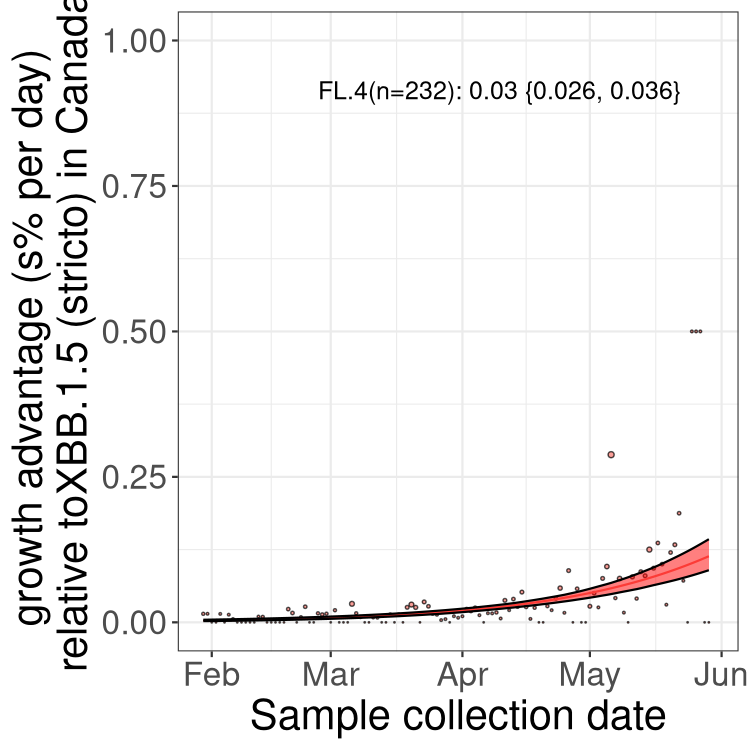 growth advantage (s% per day)
relative toXBB.1.5 (stricto) in Canada
1.00
0.75
0.50
0.25
0.00
FL.4(n=232): 0.03 {0.026, 0.036}
Feb Mar Apr May Jun
Sample collection date